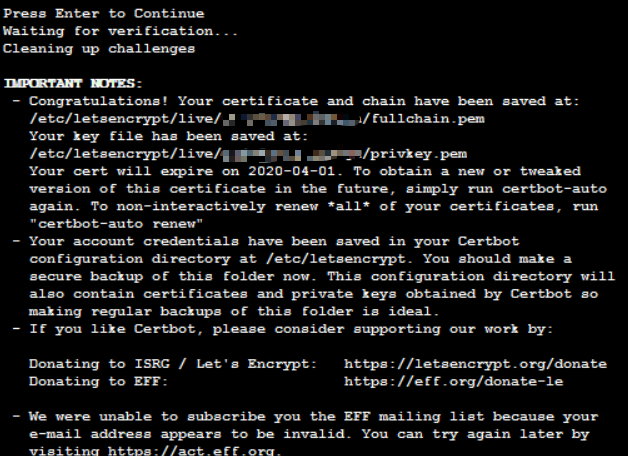 Press Enter to Continue
Waiting for verification...
Cleaning up challenges
IMPORTANT NOTES:
- Congratulations! Your certificate and chain have been saved at:
/etc/letsencrypt/live/ /fullchain.pem
Your key file has been saved at:
/etc/letsencrypt/live/ /privkey.pem
Your cert will expire on 2020-04-01. To obtain a new or tweaked
version of this certificate in the future, simply run certbot-auto
again. To non-interactively renew *all* of your certificates, run
"certbot-auto renew"
- Your account credentials have been saved in your Certbot
configuration directory at /etc/letsencrypt. You should make a
secure backup of this folder now. This configuration directory will
also contain certificates and private keys obtained by Certbot so
making regular backups of this folder is ideal.
- If you like Certbot, please consider supporting our work by:
Donating to ISRG / Let's Encrypt: https://letsencrypt.org/donate
Donating to EFF: https://eff.org/donate-le
- We were unable to subscribe you the EFF mailing list because your
e-mail address appears to be invalid. You can try again later by
visiting https://act.eff.org.